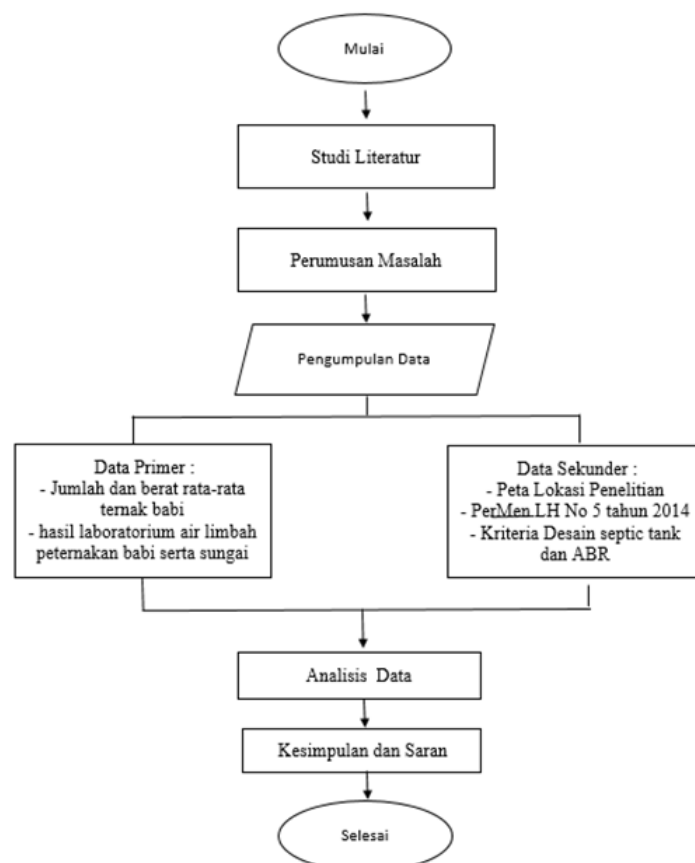 Mulai
Studi Literatur
Perumusan Masalah
Pengumpulan Data
Data Primer :
- Jumlah dan berat rata-rata
ternak babi
- hasil laboratorium air limbah
peternakan babi serta sungai
Data Sekunder :
- Peta Lokasi Penelitian
- PerMen.LH No 5 tahun 2014
- Kriteria Desain septic tank
dan ABR
Analisis Data
Kesimpulan dan Saran
Selesai